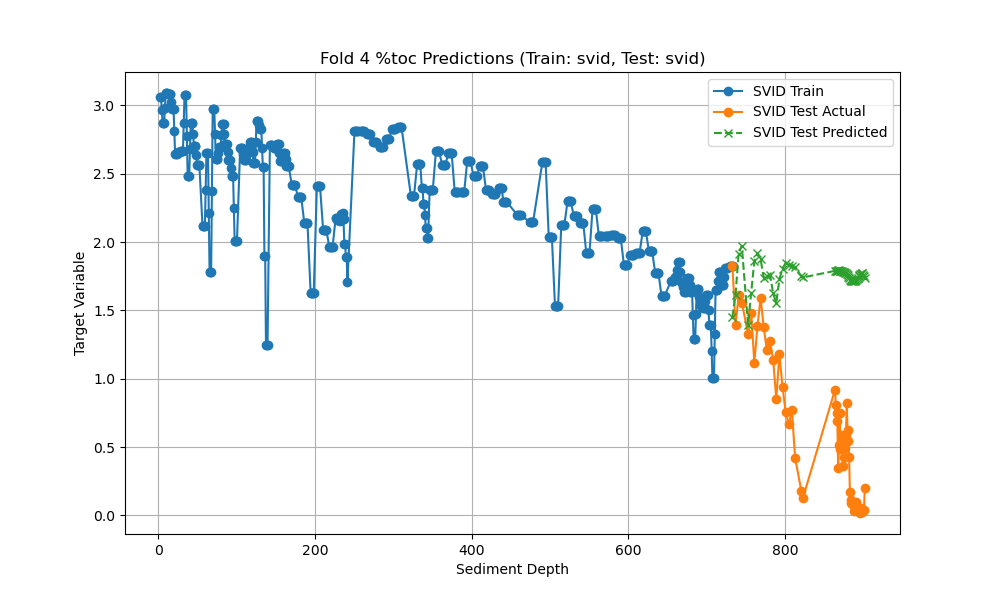 Fold 4 %toc Predictions (Train: svid, Test: svid)
SVID Train
SVID Test Actual
SVID Test Predicted
Target Variable
3.0
2.5
2.0
1.5
1.0
0.5
0.0
0
200
400
600
800
Sediment Depth